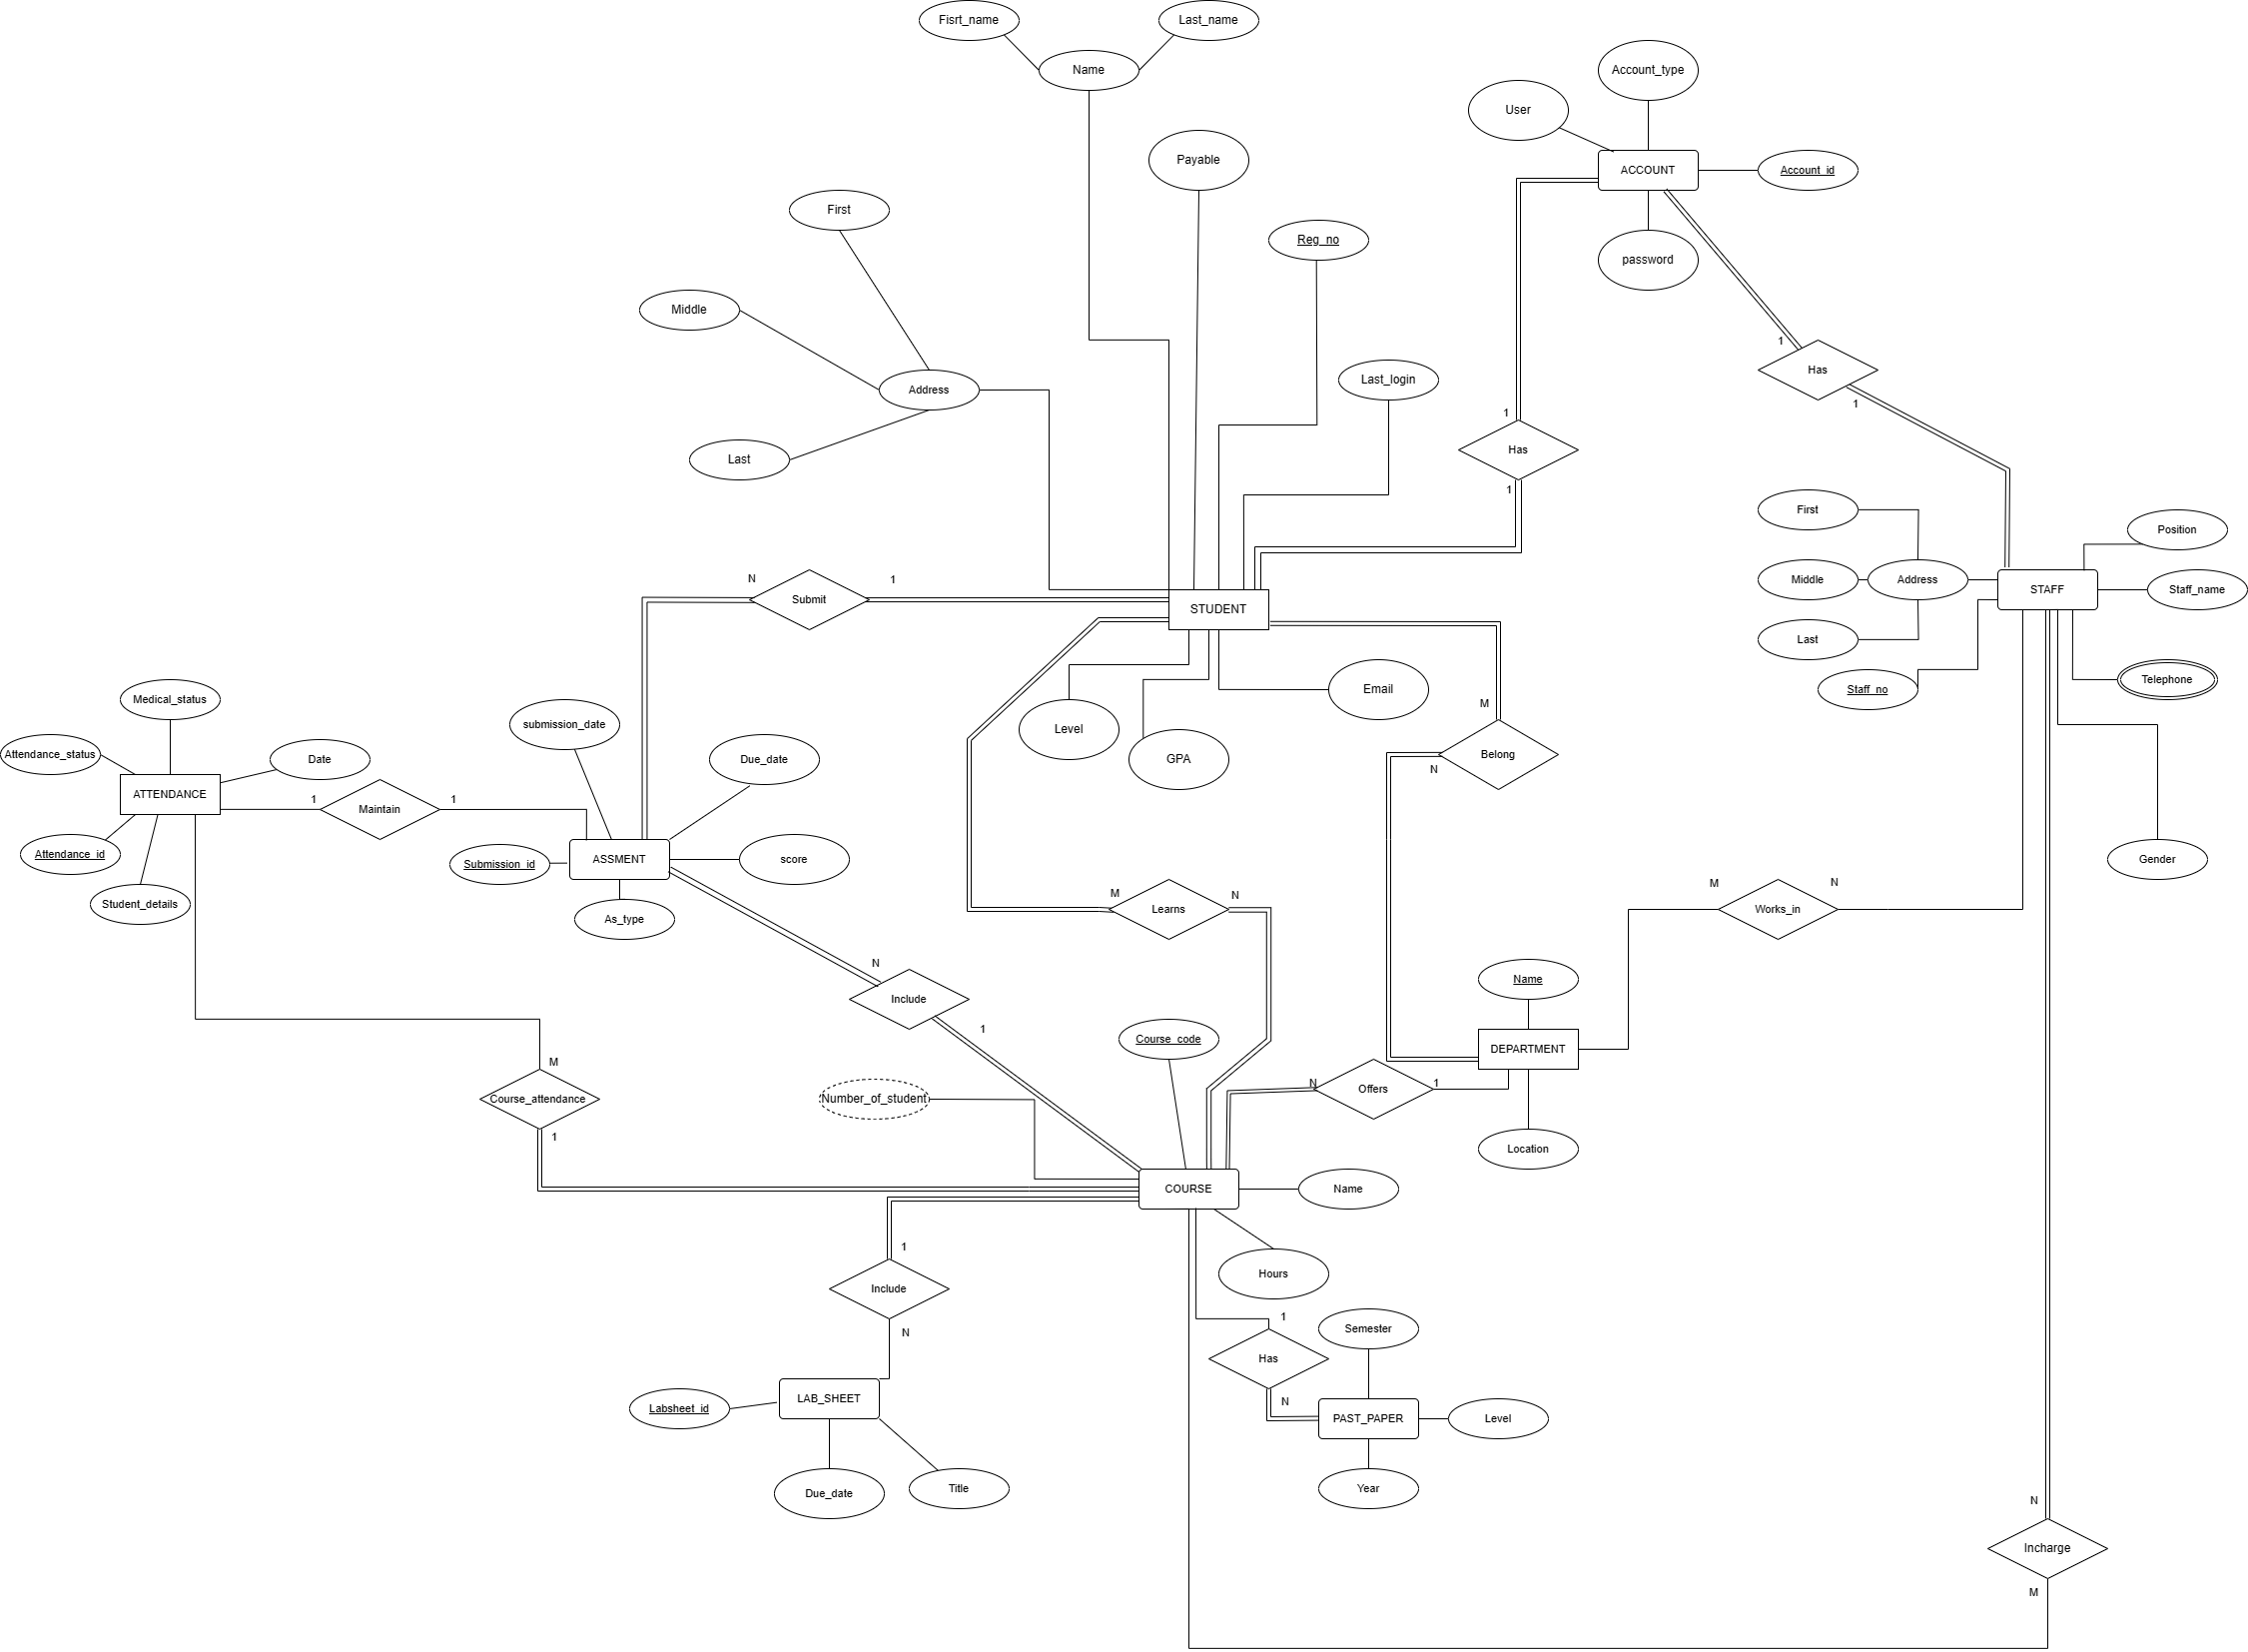 Fisrt_name
Last_name
Name
Account_type
User
Payable
ACCOUNT
Account_id
First
Reg_no
password
Middle
1
Has
Last_login
Address
1
1
Last
Has
1
First
Position
N
1
Submit
STUDENT
Middle
Address
STAFF
Staff_name
Last
Medical_status
Email
Staff_no
Telephone
M
submission_date
Level
Attendance_status
Date
Due_date
GPA
Belong
N
ATTENDANCE
1
Maintain
1
Attendance_id
Submission_id
ASSMENT
score
Gender
Student_details
As_type
M
Learns
N
M
Works_in
N
N
Include
Name
1
Course_code
DEPARTMENT
M
Course_attendance
Number_of_student
N
Offers
1
1
Location
COURSE
Name
1
Include
Hours
N
1
Semester
Has
Labsheet_id
LAB_SHEET
N
PAST_PAPER
Level
Due_date
Title
Year
N
Incharge
M